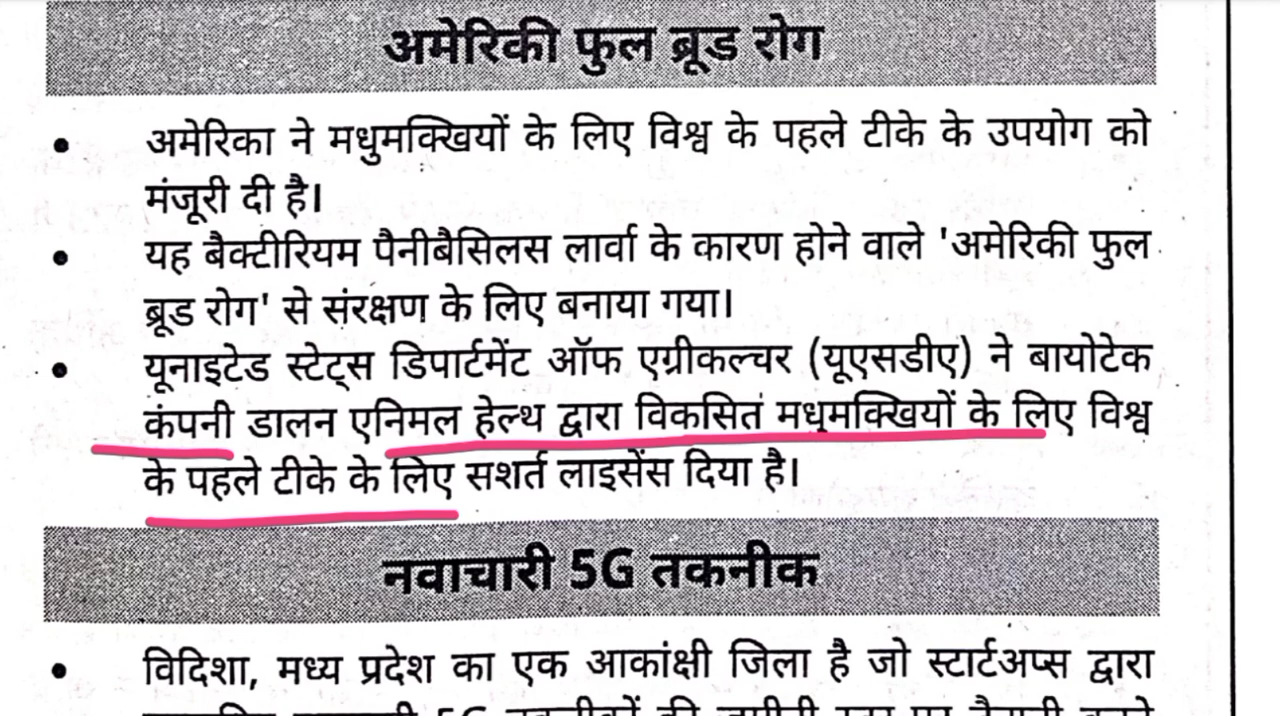 अमेरिकी फुल ब्रूड रोग
• अमेरिका ने मधुमक्खियों के लिए विश्व के पहले टीके के उपयोग को
मंजूरी दी है।
• यह बैक्टीरियम पैनीबैसिलस लार्वा के कारण होने वाले 'अमेरिकी फुल
ब्रूड रोग' से संरक्षण के लिए बनाया गया।
• यूनाइटेड स्टेट्स डिपार्टमेंट ऑफ एग्रीकल्चर (यूएसडीए) ने बायोटेक
कंपनी डालन एनिमल हेल्थ द्वारा विकसित मधुमक्खियों के लिए विश्व
के पहले टीके के लिए सशर्त लाइसेंस दिया है।
नवाचारी 5G तकनीक
• विदिशा, मध्य प्रदेश का एक आकांक्षी जिला है जो स्टार्टअप्स द्वारा